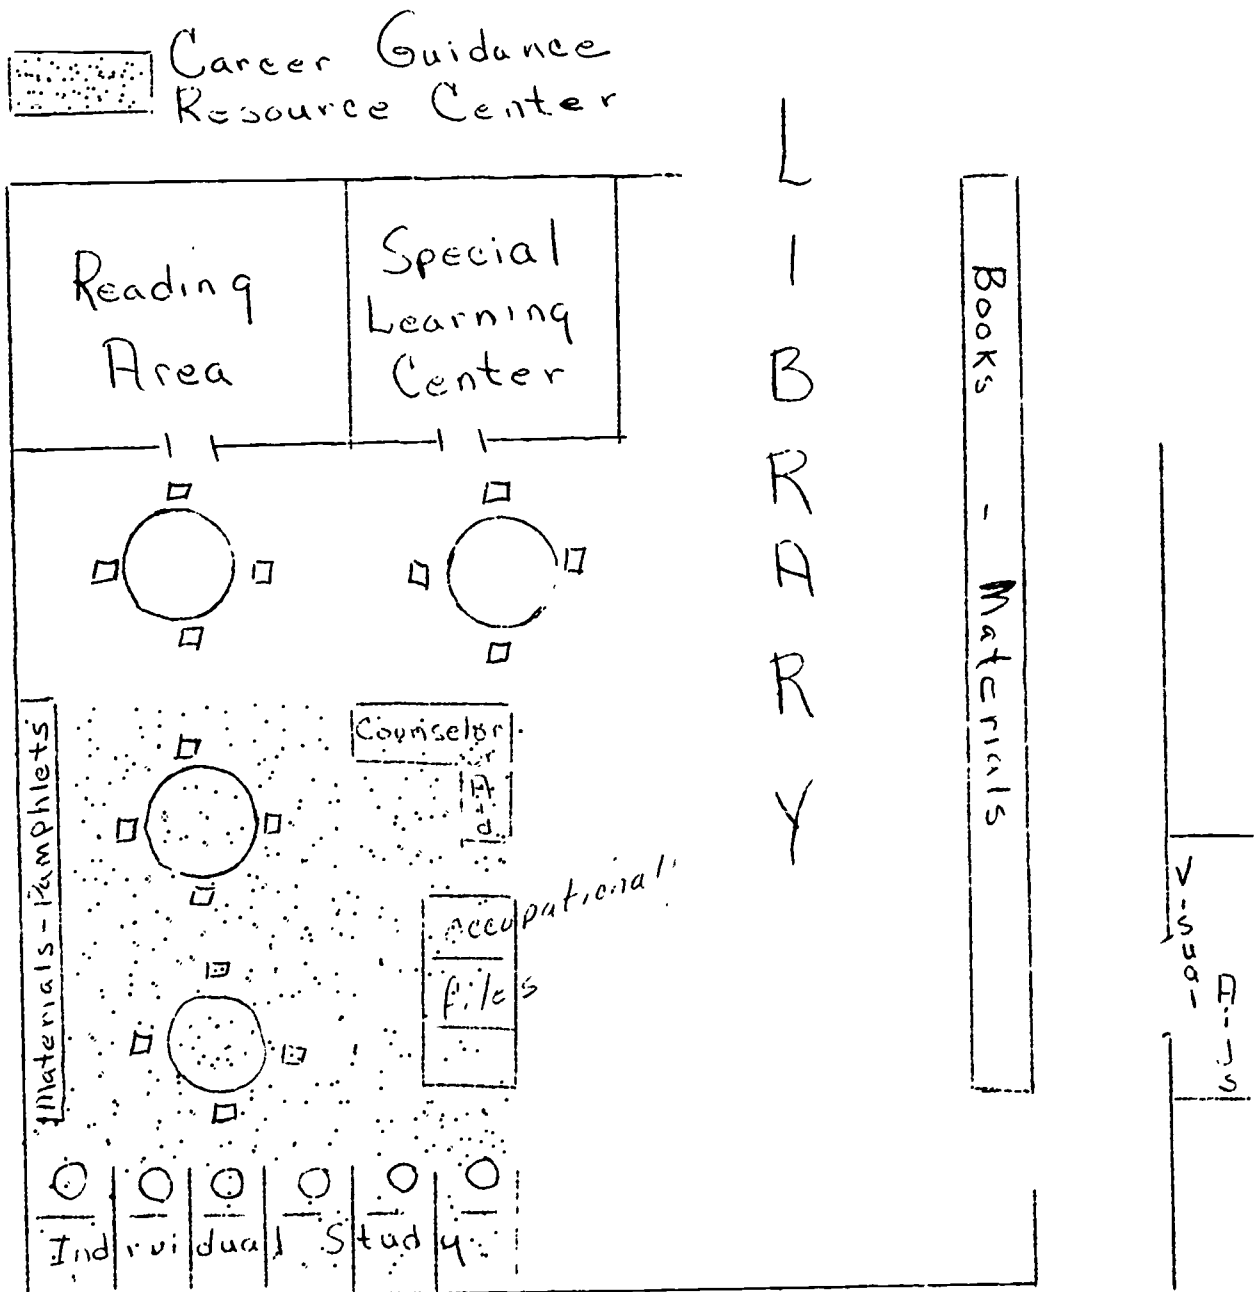 Career Guidance
Resource Center
Reading
Area
Special
Learning
Center
LIBRARY
Books - Materials
Materials - Pamphlets
Counselor
or
Aid
Occupational
files
Visual
Aids
Individual Study